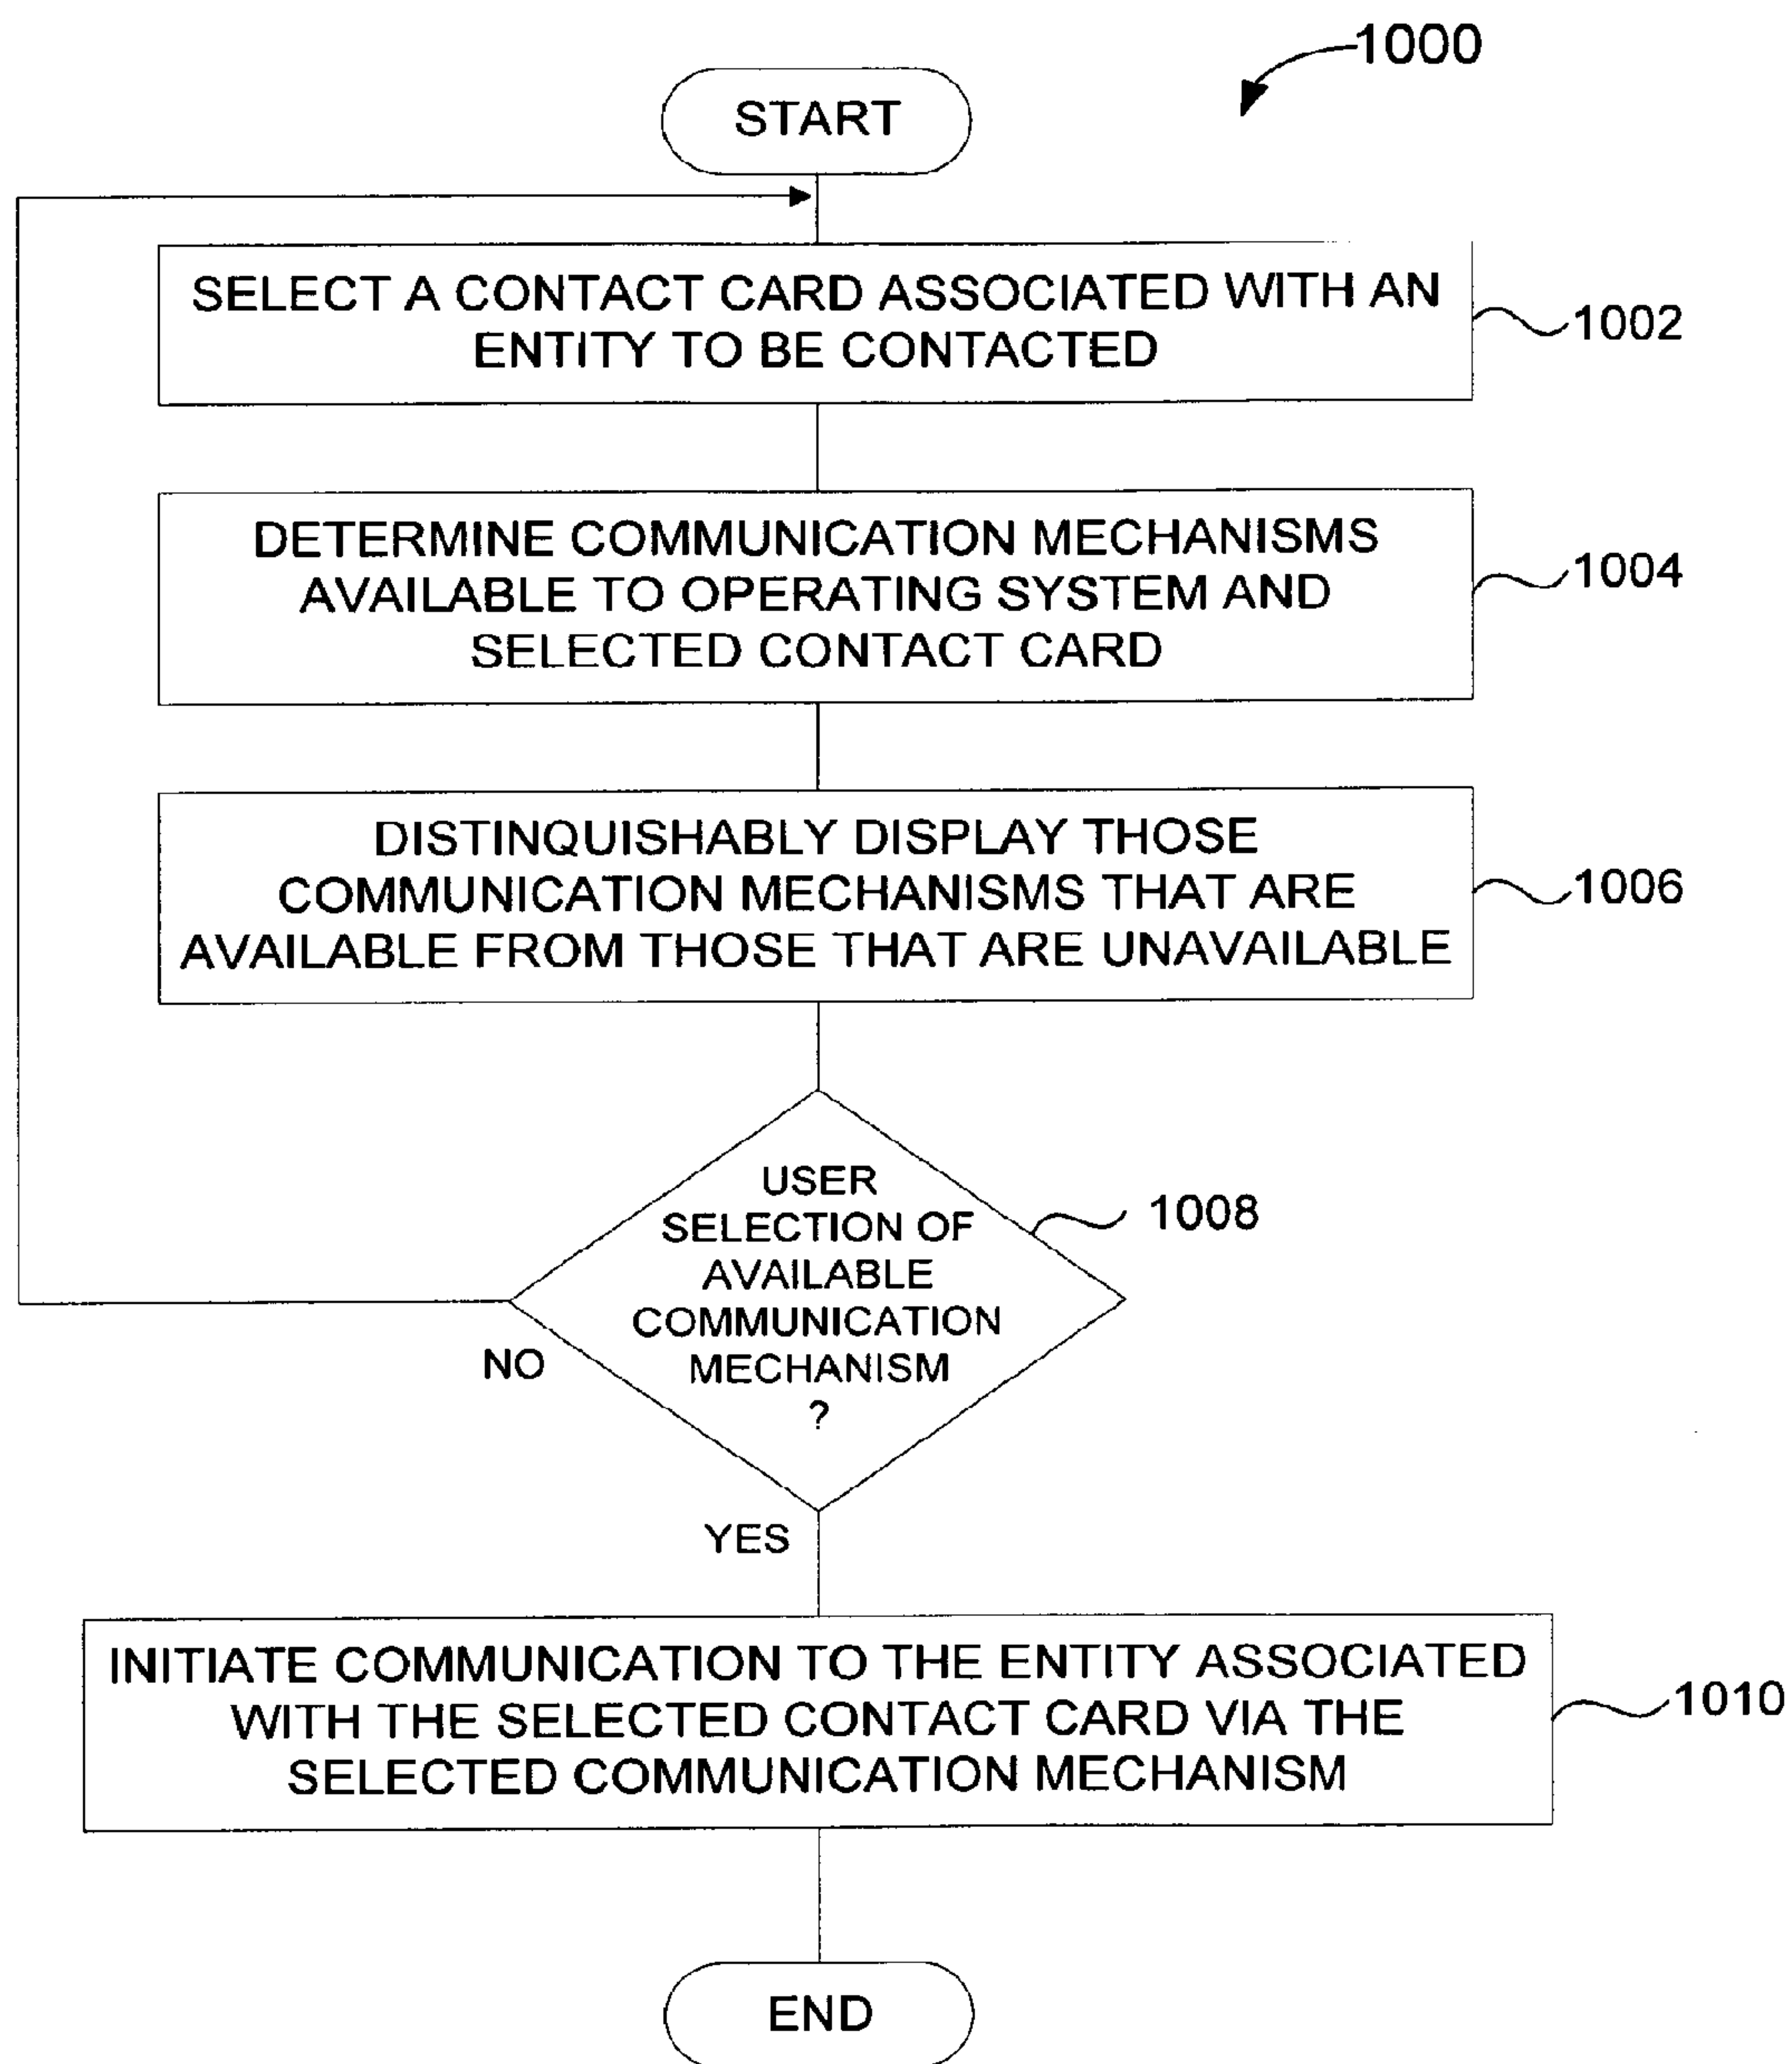 1000
START
SELECT A CONTACT CARD ASSOCIATED WITH AN
ENTITY TO BE CONTACTED
1002
DETERMINE COMMUNICATION MECHANISMS
AVAILABLE TO OPERATING SYSTEM AND
SELECTED CONTACT CARD
1004
DISTINQUISHABLY DISPLAY THOSE
COMMUNICATION MECHANISMS THAT ARE
AVAILABLE FROM THOSE THAT ARE UNAVAILABLE
1006
USER
SELECTION OF
AVAILABLE
COMMUNICATION
MECHANISM
?
1008
NO
YES
INITIATE COMMUNICATION TO THE ENTITY ASSOCIATED
WITH THE SELECTED CONTACT CARD VIA THE
SELECTED COMMUNICATION MECHANISM
1010
END